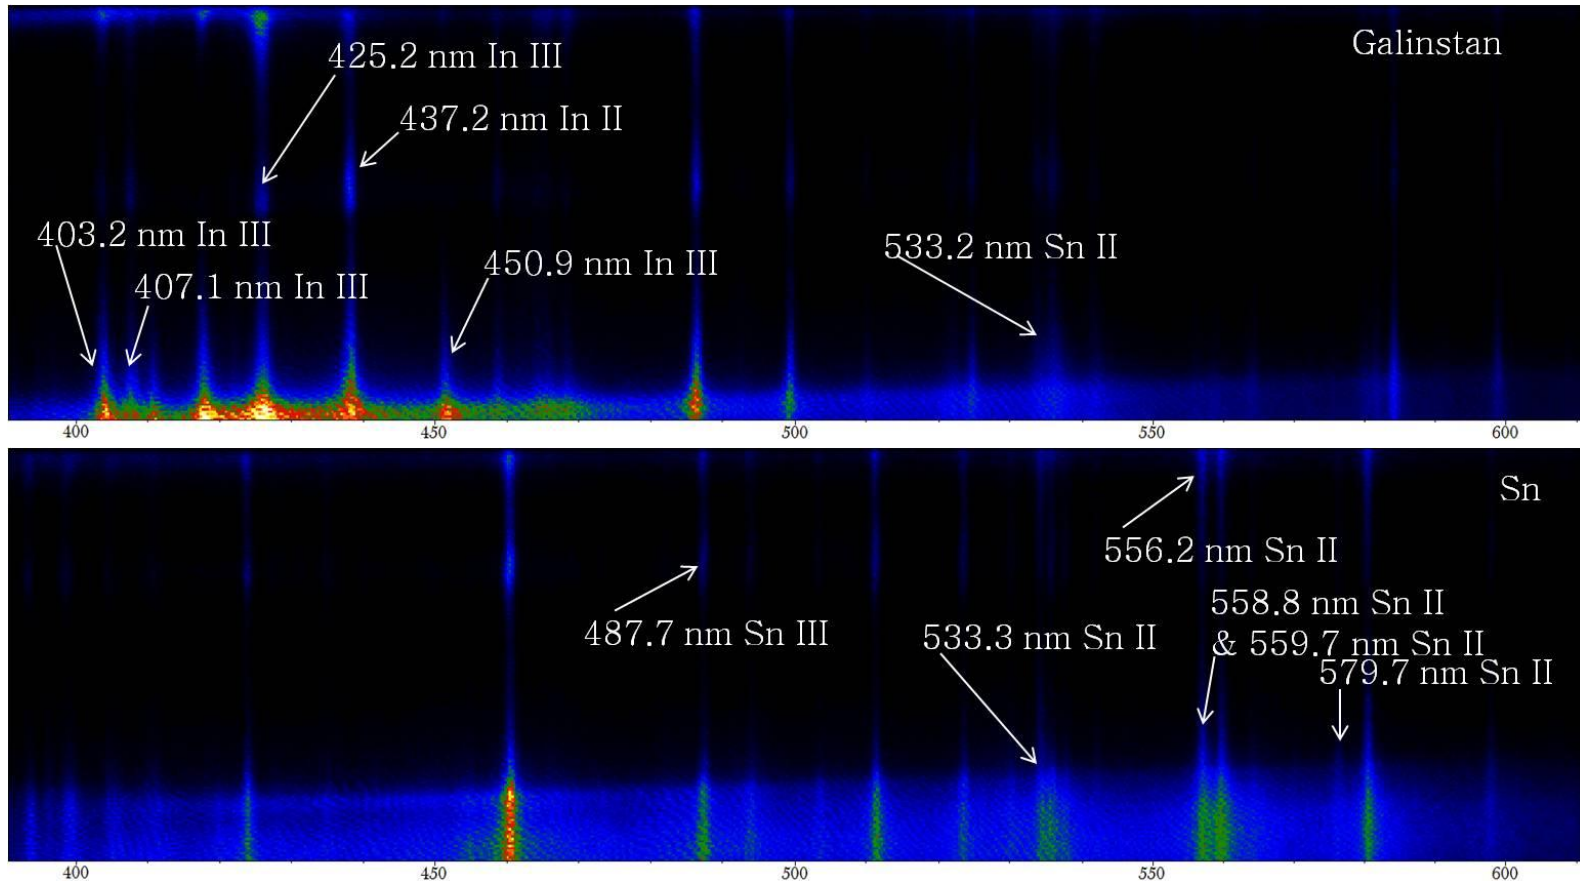 Galinstan
425.2 nm In III
437.2 nm In II
403.2 nm In III
407.1 nm In III
450.9 nm In III
533.2 nm Sn II
400
450
500
550
600
Sn
556.2 nm Sn II
487.7 nm Sn III
533.3 nm Sn II
558.8 nm Sn II
& 559.7 nm Sn II
579.7 nm Sn II
400
450
500
550
600